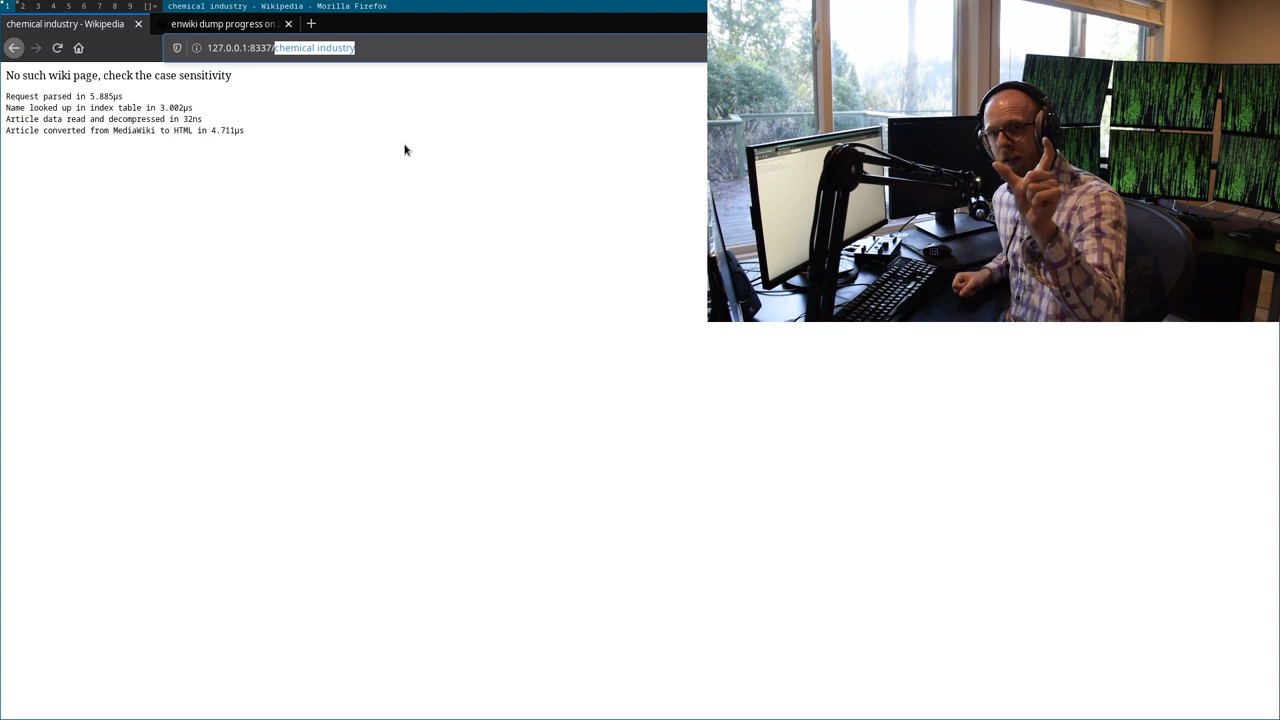 1 2 3 4 5 6 7 8 9 []= chemical industry - Wikipedia - Mozilla Firefox
chemical industry - Wikipedia
enwiki dump progress on
127.0.0.1:8337/chemical industry
No such wiki page, check the case sensitivity
Request parsed in 5.885µs
Name looked up in index table in 3.002µs
Article data read and decompressed in 32ns
Article converted from MediaWiki to HTML in 4.711µs